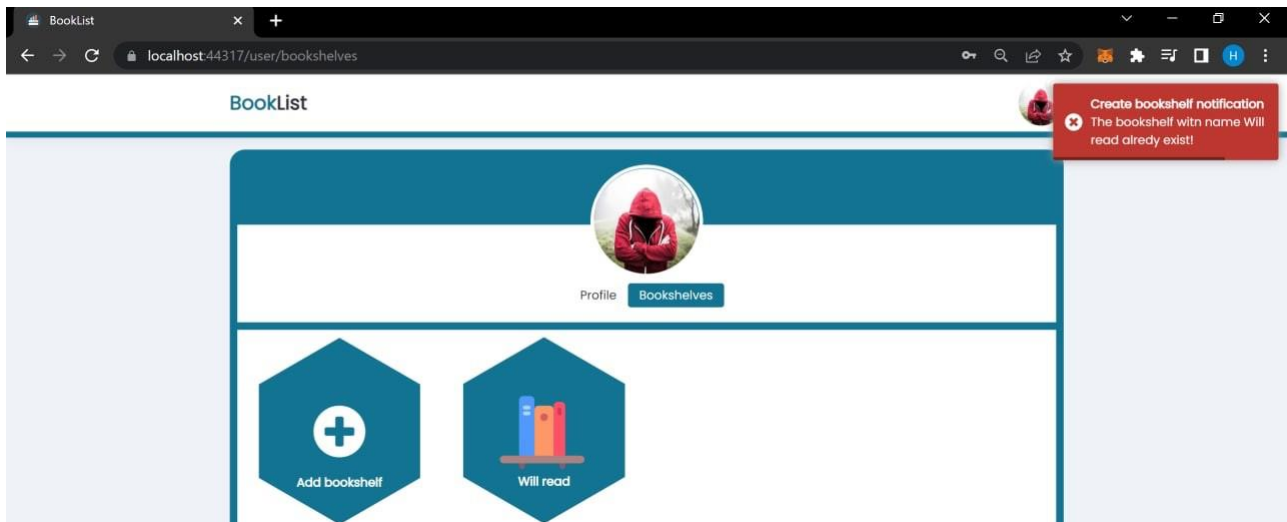 BookList
localhost:44317/user/bookshelves
H
BookList
Create bookshelf notification
The bookshelf witn name Will
read alredy exist!
Profile Bookshelves
Add bookshelf
Will read